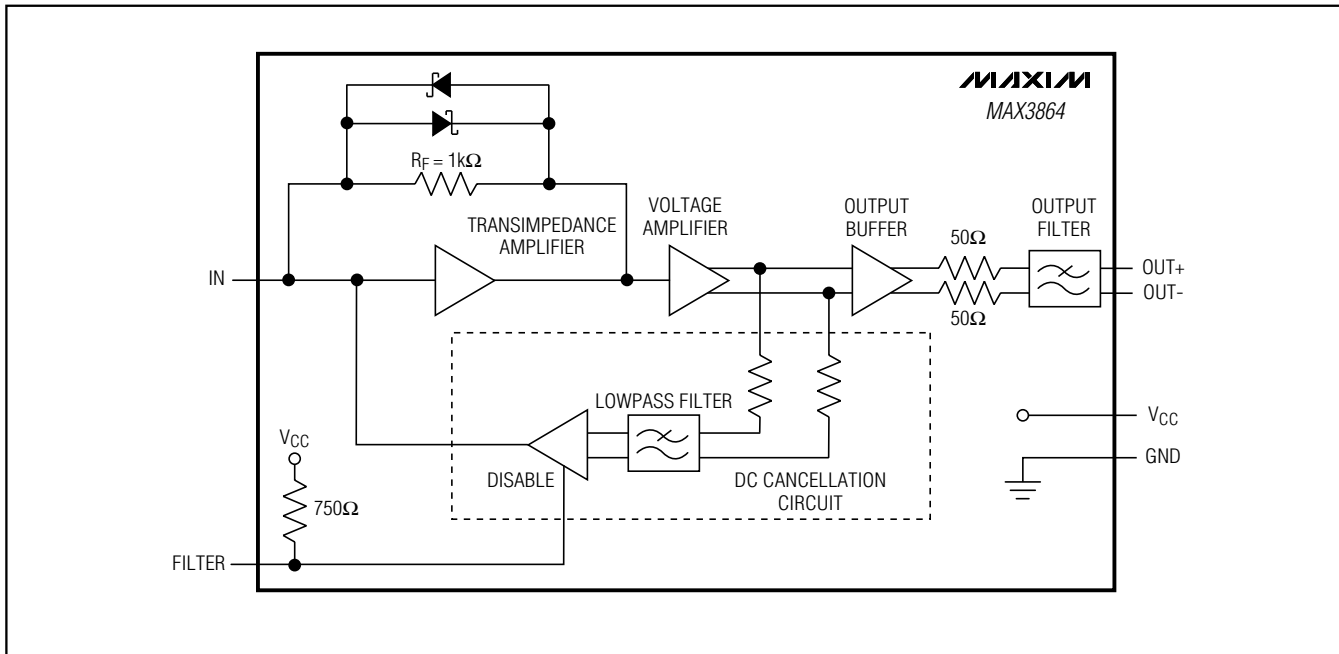 MAXIM
MAX3864
RF = 1kΩ
TRANSIMPEDANCE
AMPLIFIER
VOLTAGE
AMPLIFIER
OUTPUT
BUFFER
50Ω
50Ω
OUTPUT
FILTER
IN
OUT+
OUT-
LOWPASS FILTER
DISABLE
DC CANCELLATION
CIRCUIT
VCC
750Ω
FILTER
VCC
GND